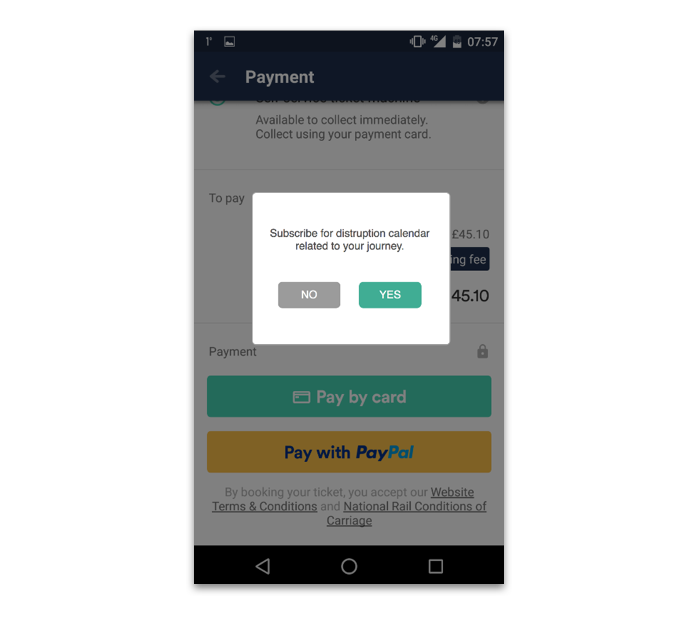 1°
4G
07:57
Payment
Available to collect immediately.
Collect using your payment card.
To pay
Subscribe for distruption calendar
related to your journey.
£45.10
ing fee
NO
YES
45.10
Payment
Pay by card
Pay with PayPal
By booking your ticket, you accept our Website
Terms & Conditions and National Rail Conditions of
Carriage